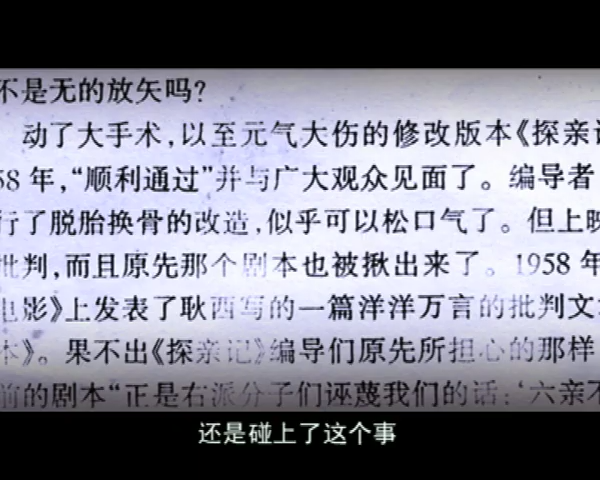 不是无的放矢吗?
动了大手术,以至元气大伤的修改版本《探亲记
58年,“顺利通过”并与广大观众见面了。编导者
行了脱胎换骨的改造,似乎可以松口气了。但上映
批判,而且原先那个剧本也被揪出来了。1958年
电影》上发表了耿西写的一篇洋洋万言的批判文
本》。果不出《探亲记》编导们原先所担心的那样
前的剧本“正是右派分子们诬蔑我们的话:‘六亲不
还是碰上了这个事